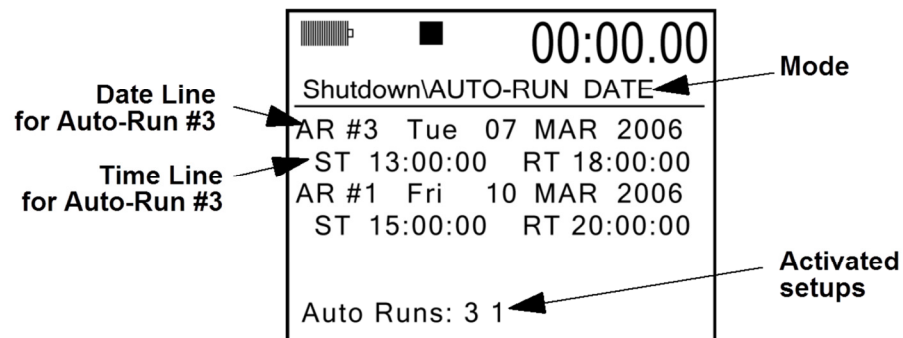 00:00.00
Shutdown\AUTO-RUN DATE
Mode
Date Line
for Auto-Run #3
AR #3 Tue 07 MAR 2006
Time Line
for Auto-Run #3
ST 13:00:00 RT 18:00:00
AR #1 Fri 10 MAR 2006
ST 15:00:00 RT 20:00:00
Activated
setups
Auto Runs: 3 1